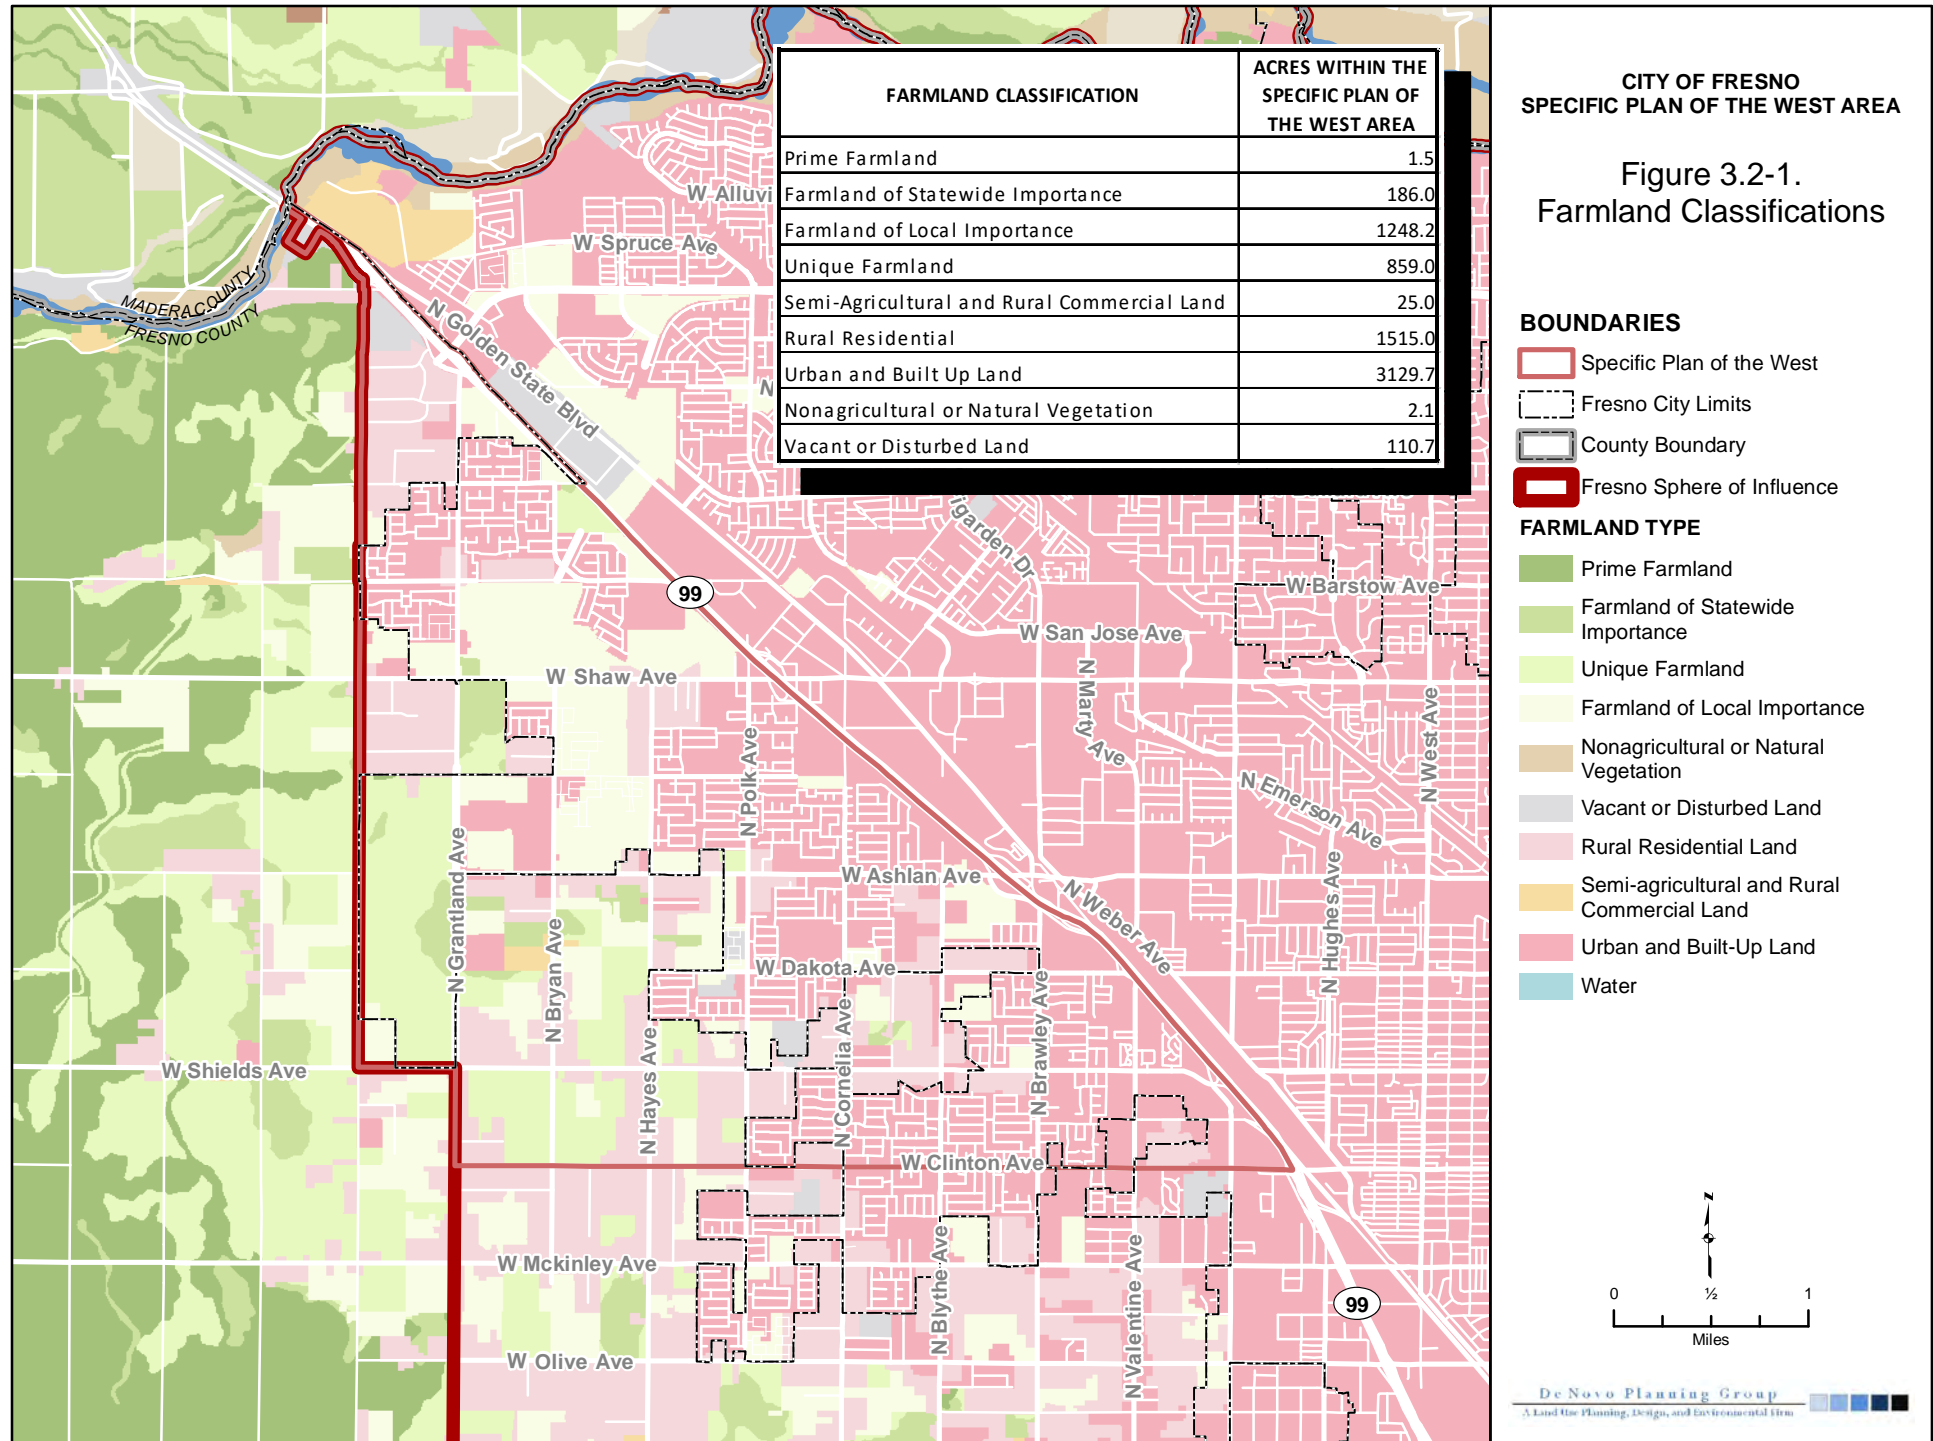 FARMLAND CLASSIFICATION
ACRES WITHIN THE
SPECIFIC PLAN OF
THE WEST AREA
Prime Farmland 1.5
Farmland of Statewide Importance 186.0
Farmland of Local Importance 1248.2
Unique Farmland 859.0
Semi-Agricultural and Rural Commercial Land 25.0
Rural Residential 1515.0
Urban and Built Up Land 3129.7
Nonagricultural or Natural Vegetation 2.1
Vacant or Disturbed Land 110.7
W Alluvi
W Spruce Ave
MADERA COUNTY
FRESNO COUNTY
N Golden State Blvd
N
igarden Dr
W Barstow Ave
99
W San Jose Ave
W Shaw Ave
N Marty Ave
N West Ave
N Polk Ave
N Emerson Ave
N Grantland Ave
W Ashlan Ave
N Weber Ave
N Hughes Ave
N Bryan Ave
W Dakota Ave
N Hayes Ave
N Cornelia Ave
N Brawley Ave
W Shields Ave
W Clinton Ave
W Mckinley Ave
N Blythe Ave
N Valentine Ave
99
W Olive Ave
CITY OF FRESNO
SPECIFIC PLAN OF THE WEST AREA
Figure 3.2-1.
Farmland Classifications
BOUNDARIES
Specific Plan of the West
Fresno City Limits
County Boundary
Fresno Sphere of Influence
FARMLAND TYPE
Prime Farmland
Farmland of Statewide
Importance
Unique Farmland
Farmland of Local Importance
Nonagricultural or Natural
Vegetation
Vacant or Disturbed Land
Rural Residential Land
Semi-agricultural and Rural
Commercial Land
Urban and Built-Up Land
Water
N
0 ½ 1
Miles
De Novo Planning Group
A Land Use Planning, Design, and Environmental Firm